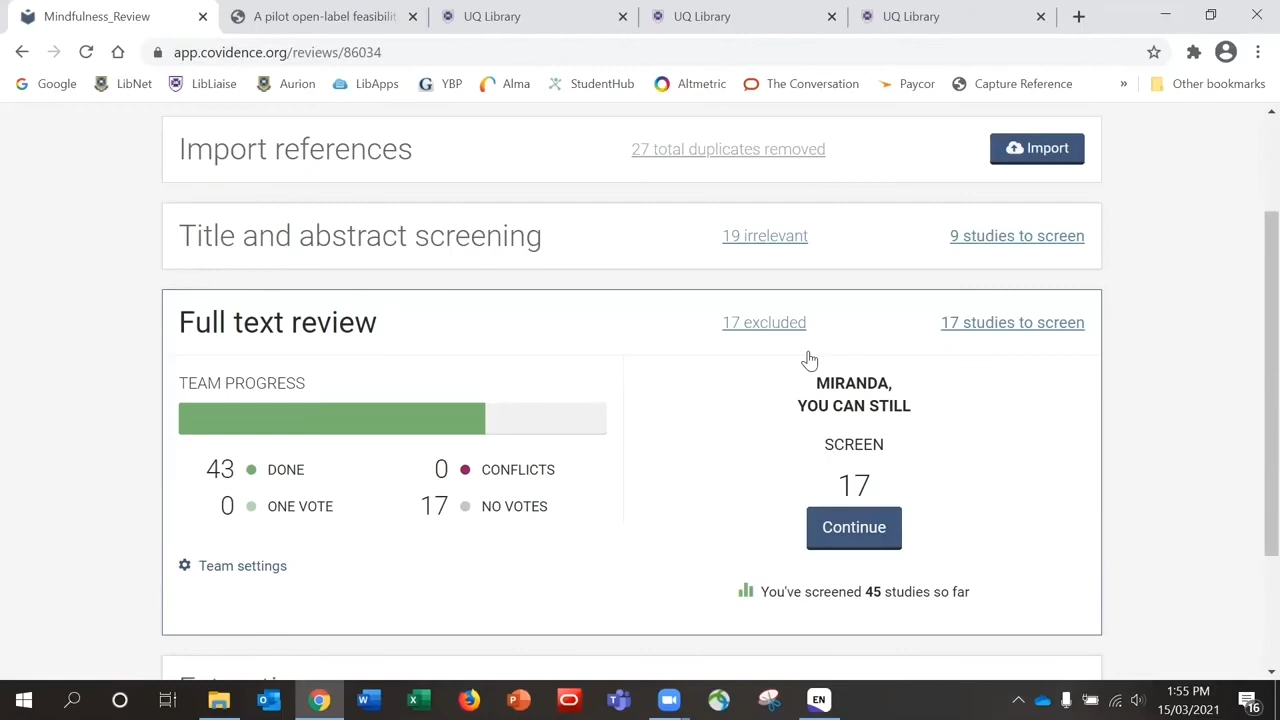 Mindfulness_Review
A pilot open-label feasibilit
UQ Library
UQ Library
UQ Library
app.covidence.org/reviews/86034
Google
LibNet
LibLiaise
Aurion
LibApps
YBP
Alma
StudentHub
Altmetric
The Conversation
Paycor
Capture Reference
»
Other bookmarks
Import references
27 total duplicates removed
Import
Title and abstract screening
19 irrelevant
9 studies to screen
Full text review
17 excluded
17 studies to screen
TEAM PROGRESS
43 DONE
0 CONFLICTS
0 ONE VOTE
17 NO VOTES
Team settings
MIRANDA,
YOU CAN STILL
SCREEN
17
Continue
You've screened 45 studies so far
EN
1:55 PM
15/03/2021
16